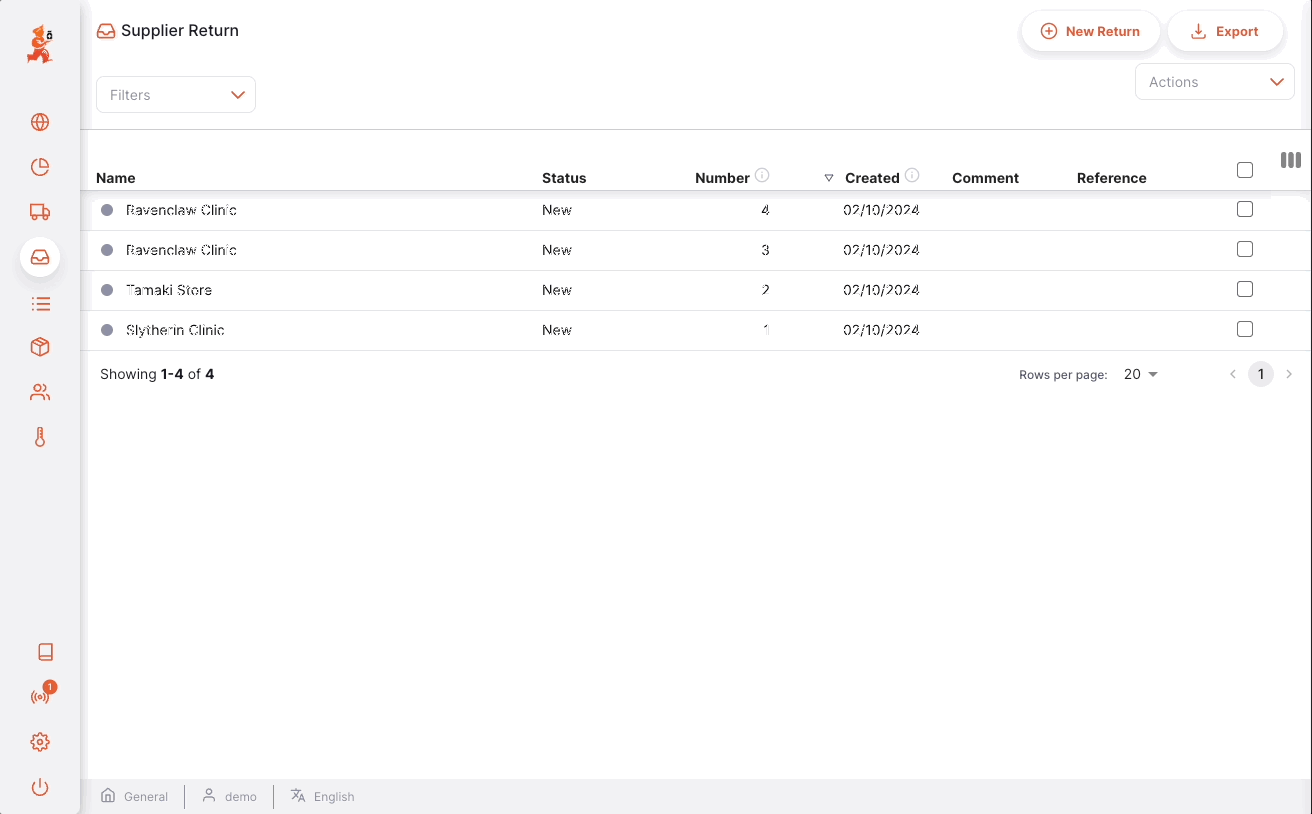 Supplier Return
New Return
Export
Filters
Actions
Name Status Number Created Comment Reference
Ravenclaw Clinic New 4 02/10/2024
Ravenclaw Clinic New 3 02/10/2024
Tamaki Store New 2 02/10/2024
Slytherin Clinic New 1 02/10/2024
Showing 1-4 of 4 Rows per page: 20 1
1
General demo English